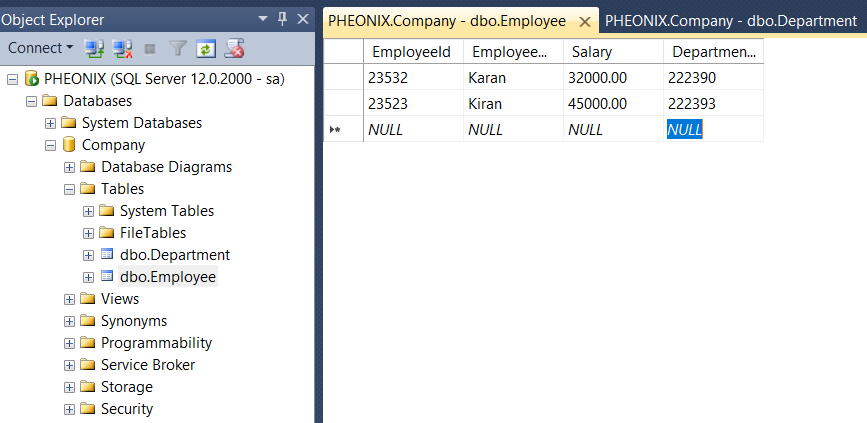 Object Explorer
Connect
PHEONIX (SQL Server 12.0.2000 - sa)
Databases
System Databases
Company
Database Diagrams
Tables
System Tables
FileTables
dbo.Department
dbo.Employee
Views
Synonyms
Programmability
Service Broker
Storage
Security
PHEONIX.Company - dbo.Employee PHEONIX.Company - dbo.Department
EmployeeId Employee... Salary Departmen...
23532 Karan 32000.00 222390
23523 Kiran 45000.00 222393
NULL NULL NULL NULL